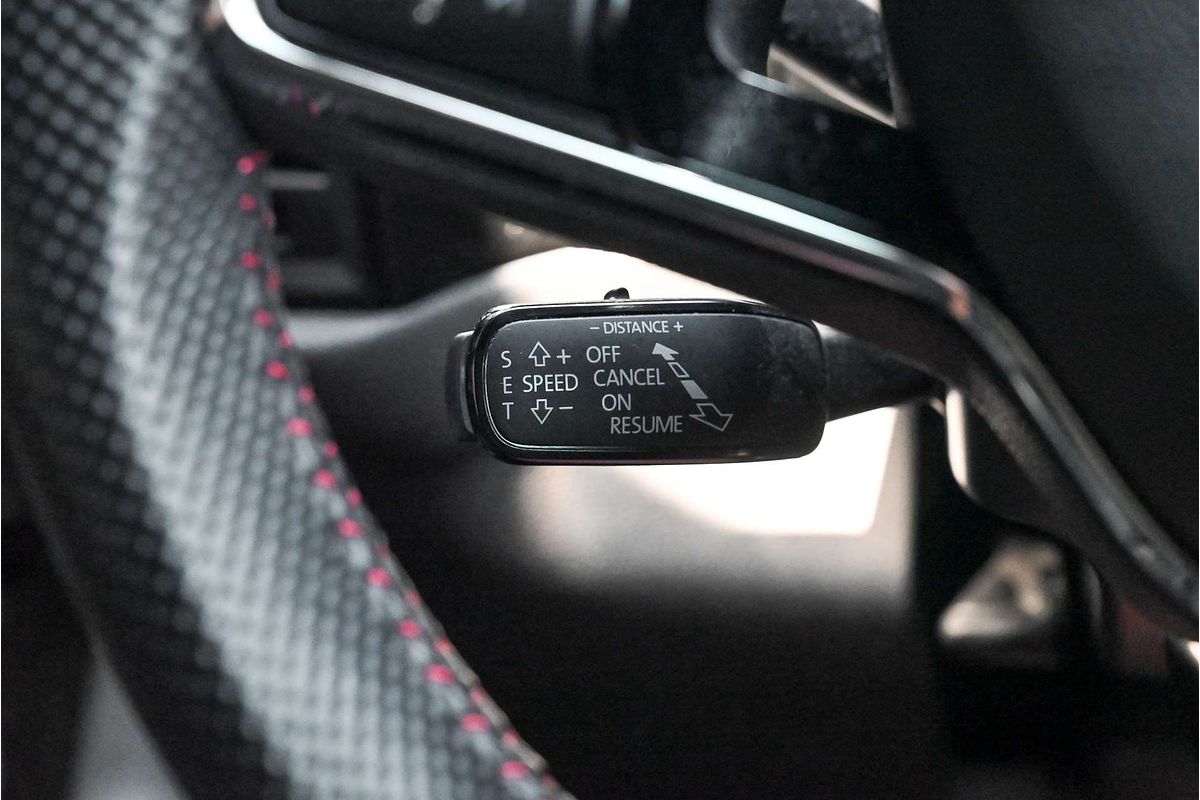 – DISTANCE +
S + OFF
E SPEED CANCEL
T – ON
RESUME